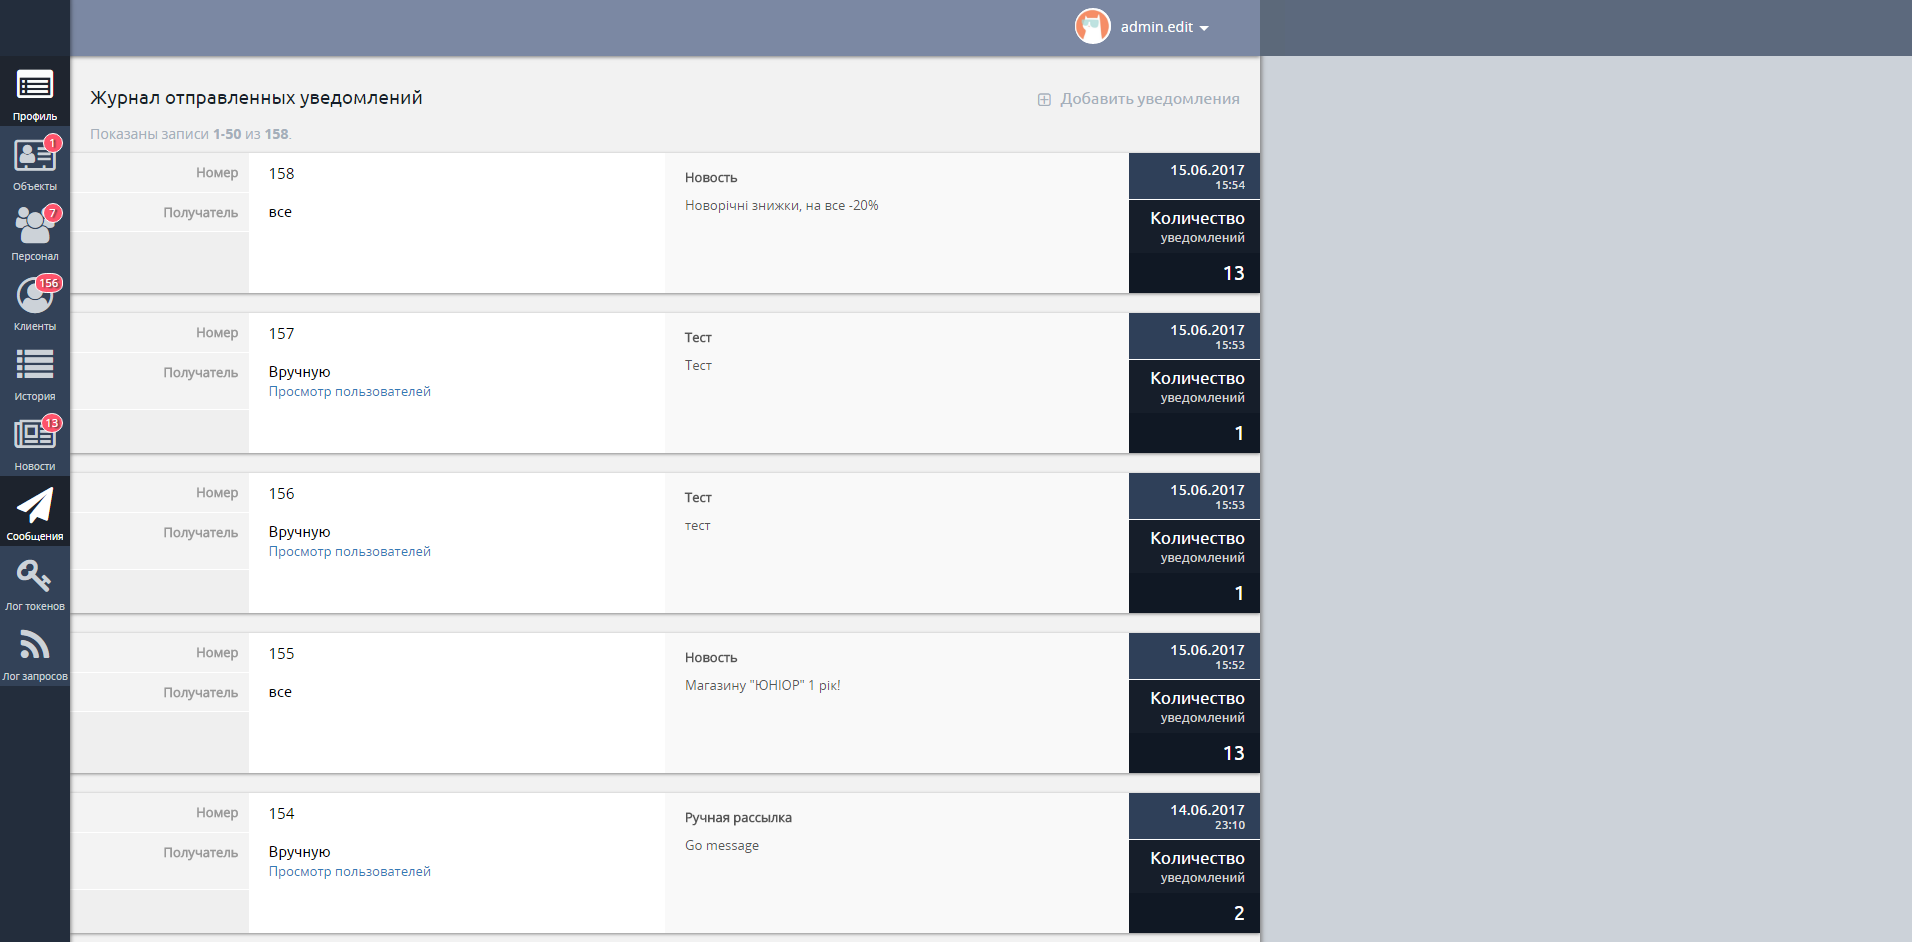 admin.edit
Профиль
1
Объекты
7
Персонал
156
Клиенты
История
13
Новости
Сообщения
Лог токенов
Лог запросов
Журнал отправленных уведомлений
Добавить уведомления
Показаны записи 1-50 из 158.
Номер
158
Получатель
все
Новость
Новорічні знижки, на все -20%
15.06.2017
15:54
Количество
уведомлений
13
Номер
157
Получатель
Вручную
Просмотр пользователей
Тест
Тест
15.06.2017
15:53
Количество
уведомлений
1
Номер
156
Получатель
Вручную
Просмотр пользователей
Тест
тест
15.06.2017
15:53
Количество
уведомлений
1
Номер
155
Получатель
все
Новость
Магазину "ЮНІОР" 1 рік!
15.06.2017
15:52
Количество
уведомлений
13
Номер
154
Получатель
Вручную
Просмотр пользователей
Ручная рассылка
Go message
14.06.2017
23:10
Количество
уведомлений
2